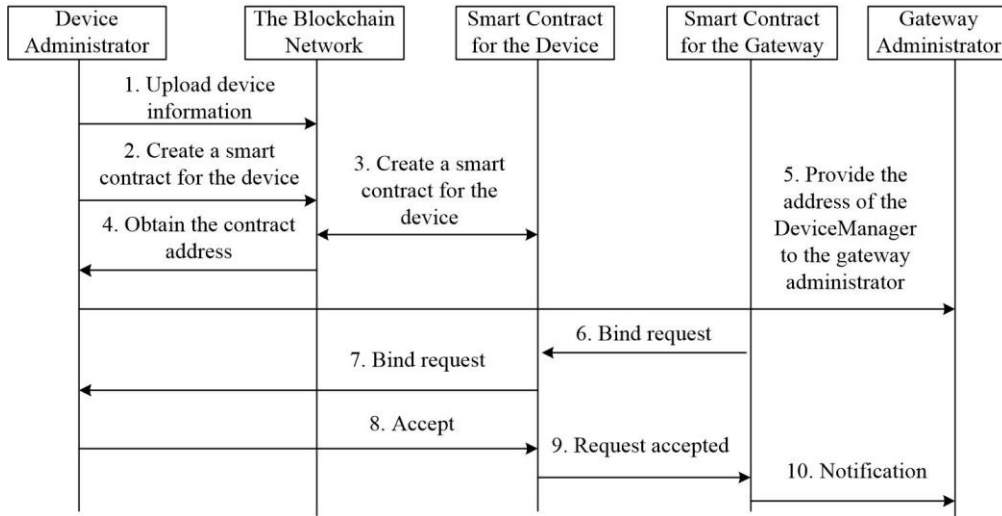 Device
Administrator
The Blockchain
Network
Smart Contract
for the Device
Smart Contract
for the Gateway
Gateway
Administrator
1. Upload device
information
2. Create a smart
contract for the device
3. Create a smart
contract for the
device
4. Obtain the contract
address
5. Provide the
address of the
DeviceManager
to the gateway
administrator
6. Bind request
7. Bind request
8. Accept
9. Request accepted
10. Notification